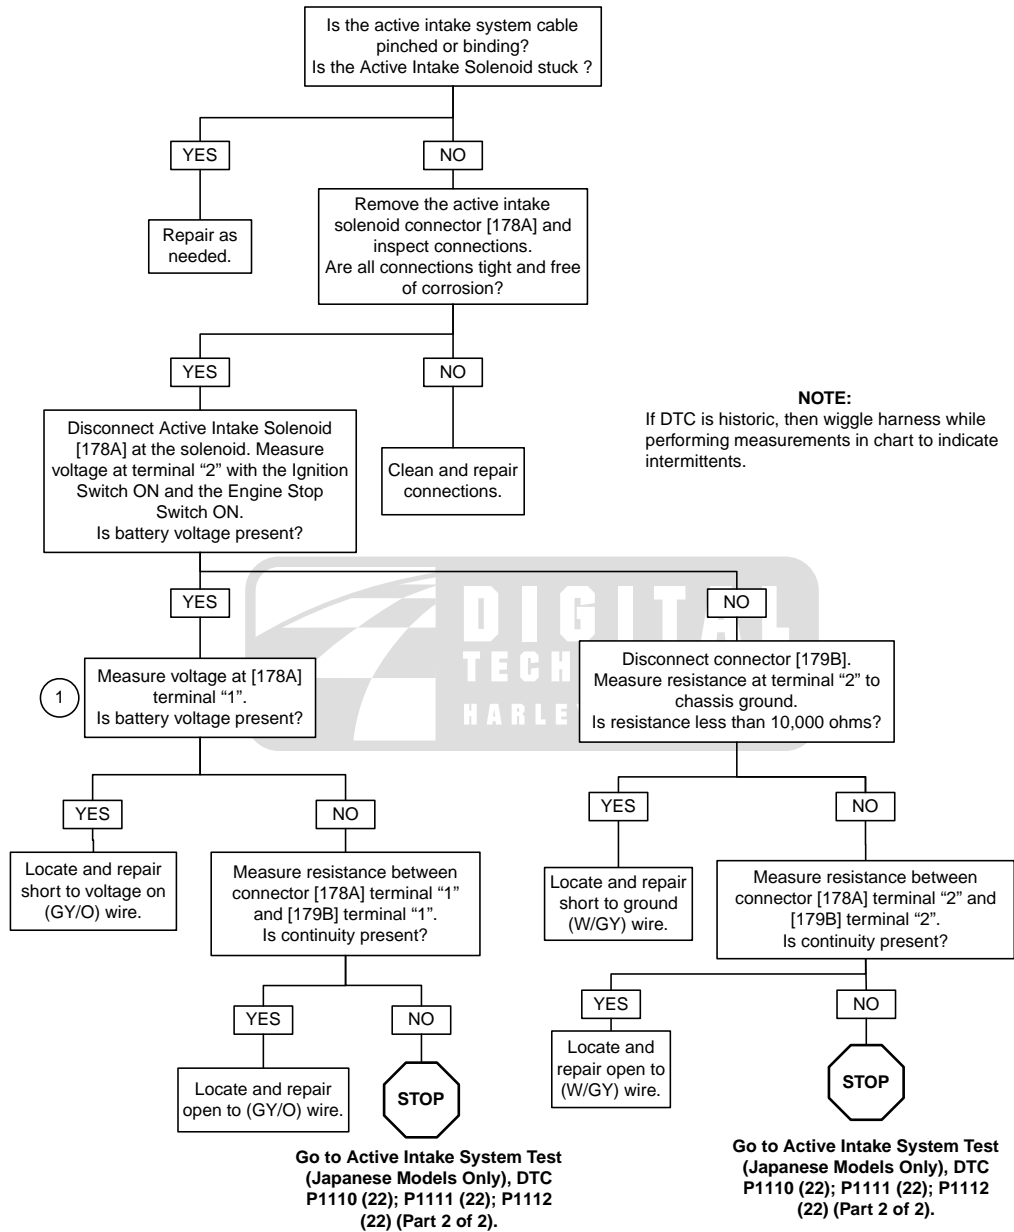 Is the active intake system cable
pinched or binding?
Is the Active Intake Solenoid stuck ?
YES
NO
Repair as
needed.
Remove the active intake
solenoid connector [178A] and
inspect connections.
Are all connections tight and free
of corrosion?
YES
NO
Disconnect Active Intake Solenoid
[178A] at the solenoid. Measure
voltage at terminal “2” with the Ignition
Switch ON and the Engine Stop
Switch ON.
Is battery voltage present?
Clean and repair
connections.
NOTE:
If DTC is historic, then wiggle harness while
performing measurements in chart to indicate
intermittents.
DIGITAL
TECH
HARLE
YES
NO
1
Measure voltage at [178A]
terminal “1”.
Is battery voltage present?
Disconnect connector [179B].
Measure resistance at terminal “2” to
chassis ground.
Is resistance less than 10,000 ohms?
YES
NO
YES
NO
Locate and repair
short to voltage on
(GY/O) wire.
Measure resistance between
connector [178A] terminal “1”
and [179B] terminal “1”.
Is continuity present?
Locate and repair
short to ground
(W/GY) wire.
Measure resistance between
connector [178A] terminal “2” and
[179B] terminal “2”.
Is continuity present?
YES
NO
YES
NO
Locate and repair
open to (GY/O) wire.
STOP
Locate and
repair open to
(W/GY) wire.
STOP
Go to Active Intake System Test
(Japanese Models Only), DTC
P1110 (22); P1111 (22); P1112
(22) (Part 2 of 2).
Go to Active Intake System Test
(Japanese Models Only), DTC
P1110 (22); P1111 (22); P1112
(22) (Part 2 of 2).